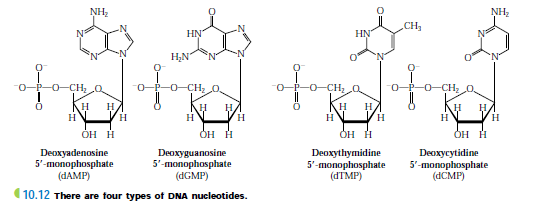 NH₂
N N
N N
O⁻
⁻O–P–O–CH₂ O
O H H
H H
OH H
Deoxyadenosine
5′-monophosphate
(dAMP)
O
HN N
H₂N N N
O⁻
⁻O–P–O–CH₂ O
O H H
H H
OH H
Deoxyguanosine
5′-monophosphate
(dGMP)
O
HN CH₃
O N
O⁻
⁻O–P–O–CH₂ O
O H H
H H
OH H
Deoxythymidine
5′-monophosphate
(dTMP)
NH₂
N
O N
O⁻
⁻O–P–O–CH₂ O
O H H
H H
OH H
Deoxycytidine
5′-monophosphate
(dCMP)
10.12 There are four types of DNA nucleotides.